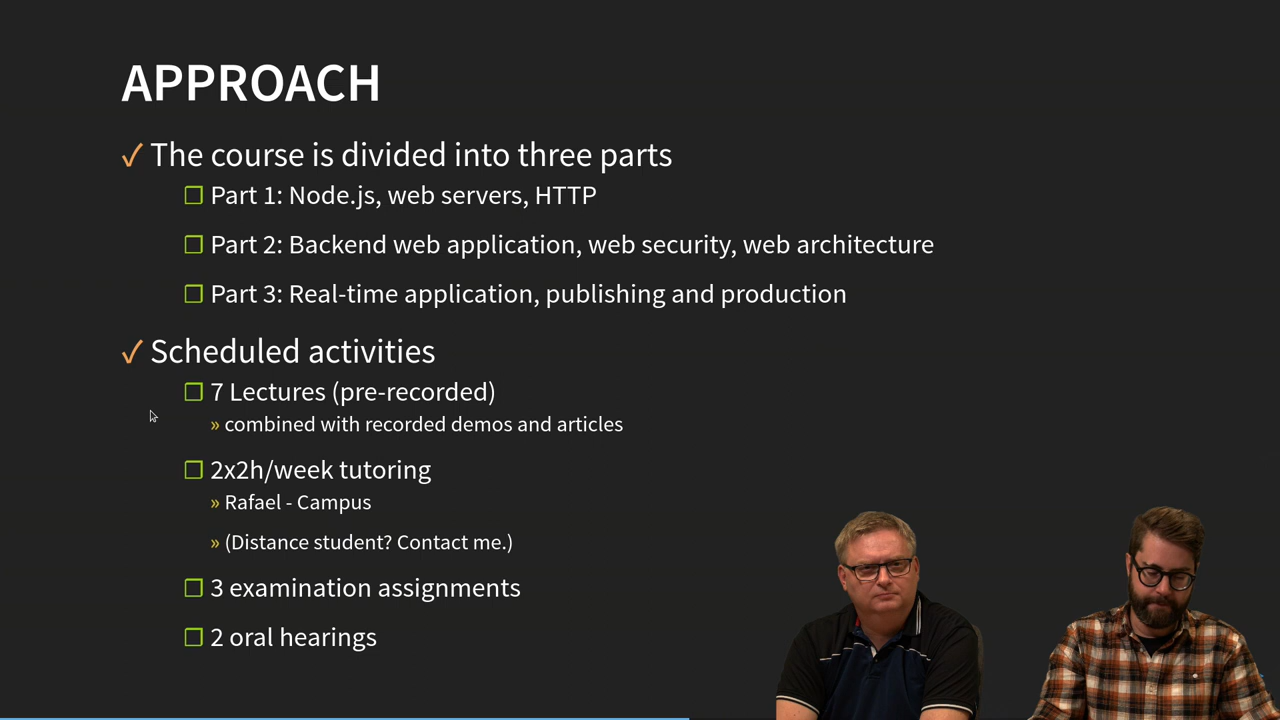 APPROACH
✓ The course is divided into three parts
❒ Part 1: Node.js, web servers, HTTP
❒ Part 2: Backend web application, web security, web architecture
❒ Part 3: Real-time application, publishing and production
✓ Scheduled activities
❒ 7 Lectures (pre-recorded)
» combined with recorded demos and articles
❒ 2x2h/week tutoring
» Rafael - Campus
» (Distance student? Contact me.)
❒ 3 examination assignments
❒ 2 oral hearings